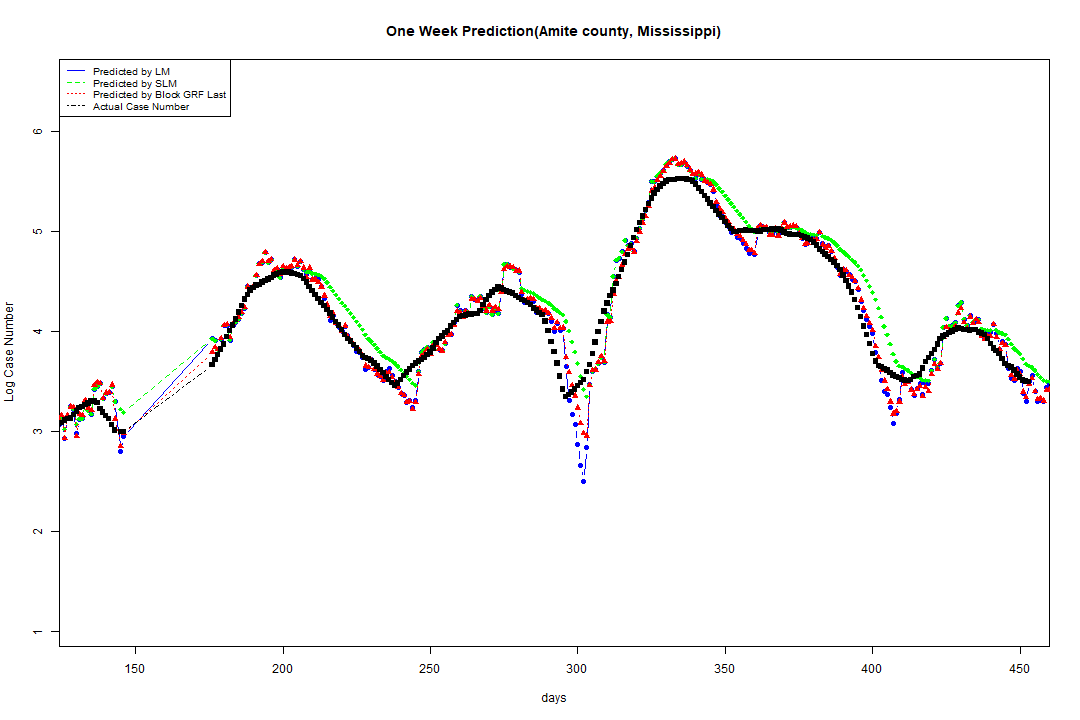 One Week Prediction(Amite county, Mississippi)
Predicted by LM
Predicted by SLM
Predicted by Block GRF Last
Actual Case Number
6
5
4
3
2
1
Log Case Number
150 200 250 300 350 400 450
days